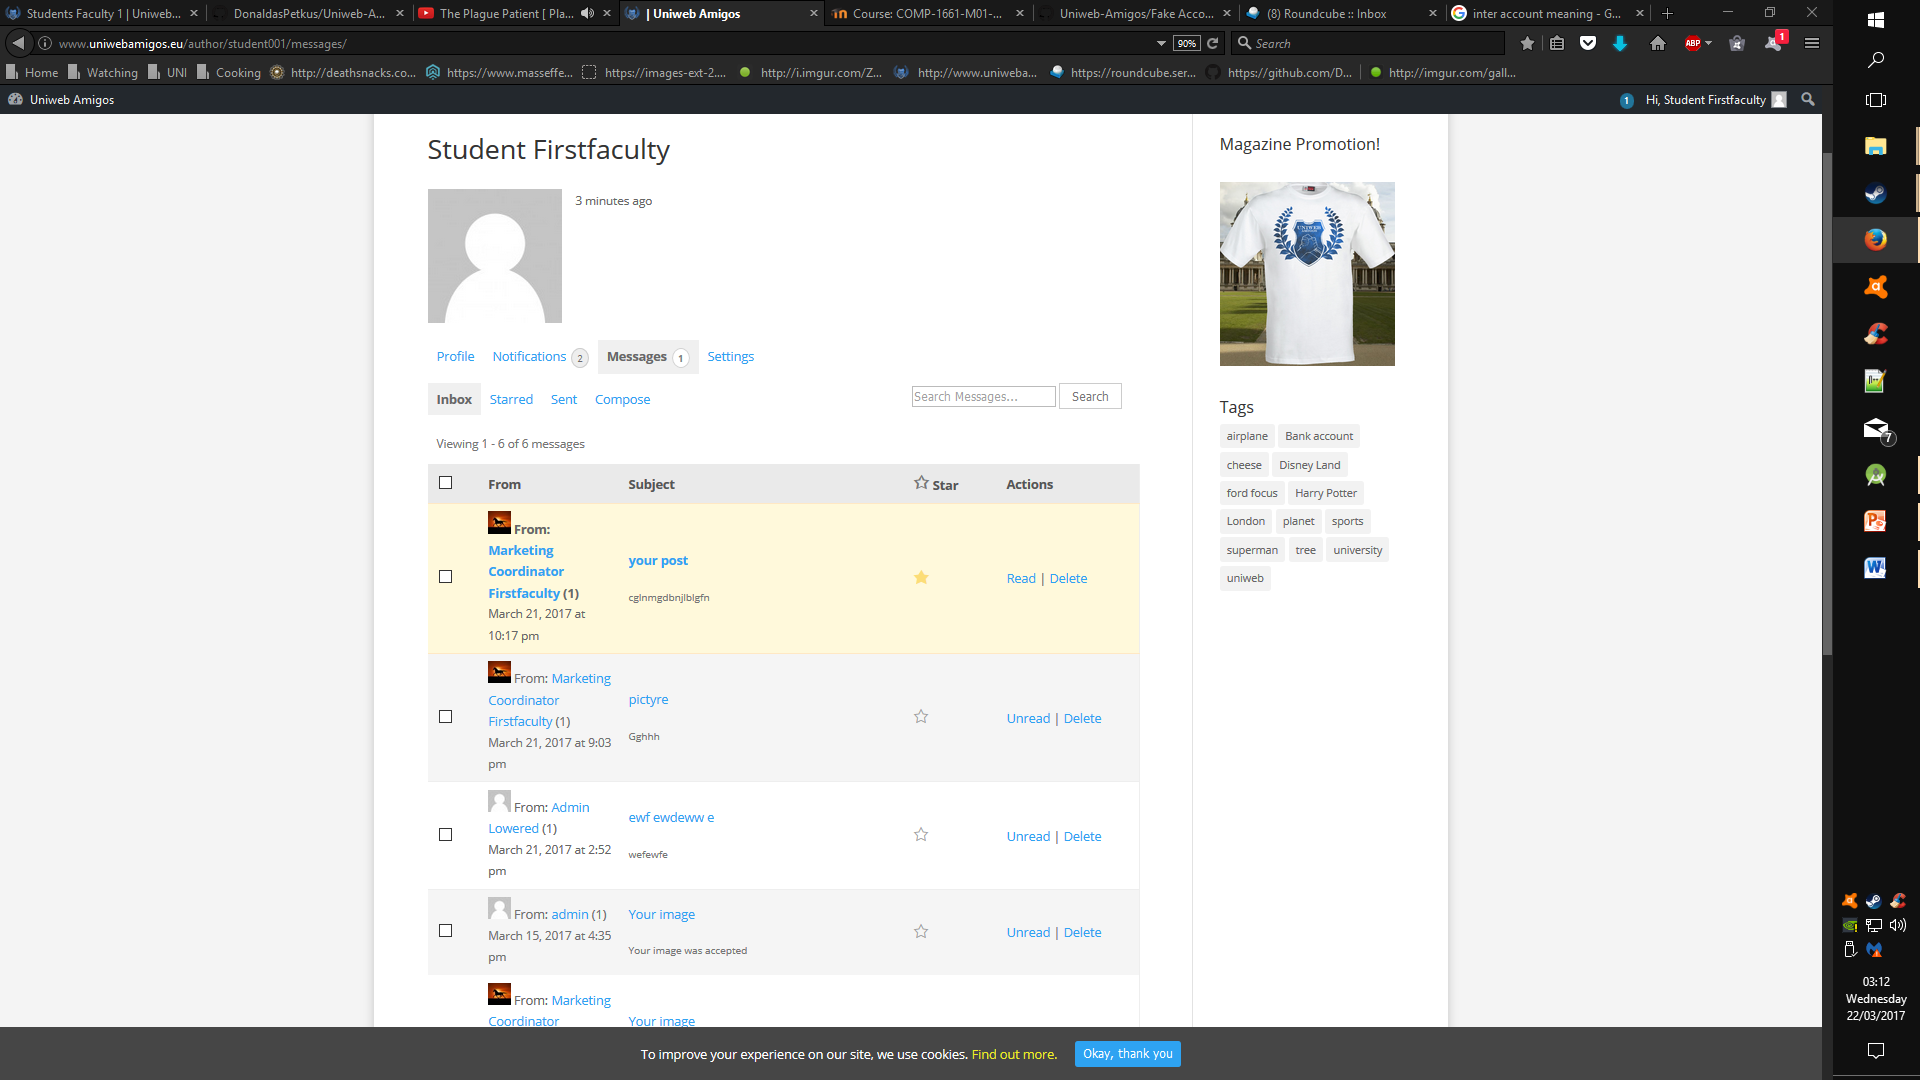 Students Faculty 1 | Uniweb...
DonaldasPetkus/Uniweb-A...
The Plague Patient [ Pla...
| Uniweb Amigos
Course: COMP-1661-M01-...
Uniweb-Amigos/Fake Acco...
(8) Roundcube :: Inbox
inter account meaning - G...
www.uniwebamigos.eu/author/student001/messages/
90%
Search
ABP
1
Home
Watching
UNI
Cooking
http://deathsnacks.co...
https://www.masseffe...
https://images-ext-2....
http://i.imgur.com/Z...
http://www.uniweba...
https://roundcube.ser...
https://github.com/D...
http://imgur.com/gall...
Uniweb Amigos
1
Hi, Student Firstfaculty
Student Firstfaculty
3 minutes ago
Profile
Notifications 2
Messages 1
Settings
Inbox
Starred
Sent
Compose
Search Messages...
Search
Viewing 1 - 6 of 6 messages
From
Subject
Star
Actions
From:
Marketing
Coordinator
Firstfaculty (1)
March 21, 2017 at
10:17 pm
your post
cglnmgdbnjlblgfn
Read | Delete
From: Marketing
Coordinator
Firstfaculty (1)
March 21, 2017 at 9:03
pm
pictyre
Gghhh
Unread | Delete
From: Admin
Lowered (1)
March 21, 2017 at 2:52
pm
ewf ewdeww e
wefewfe
Unread | Delete
From: admin (1)
March 15, 2017 at 4:35
pm
Your image
Your image was accepted
Unread | Delete
From: Marketing
Coordinator
Your image
Magazine Promotion!
UNIWEB
Tags
airplane
Bank account
cheese
Disney Land
ford focus
Harry Potter
London
planet
sports
superman
tree
university
uniweb
To improve your experience on our site, we use cookies. Find out more.
Okay, thank you
7
03:12
Wednesday
22/03/2017